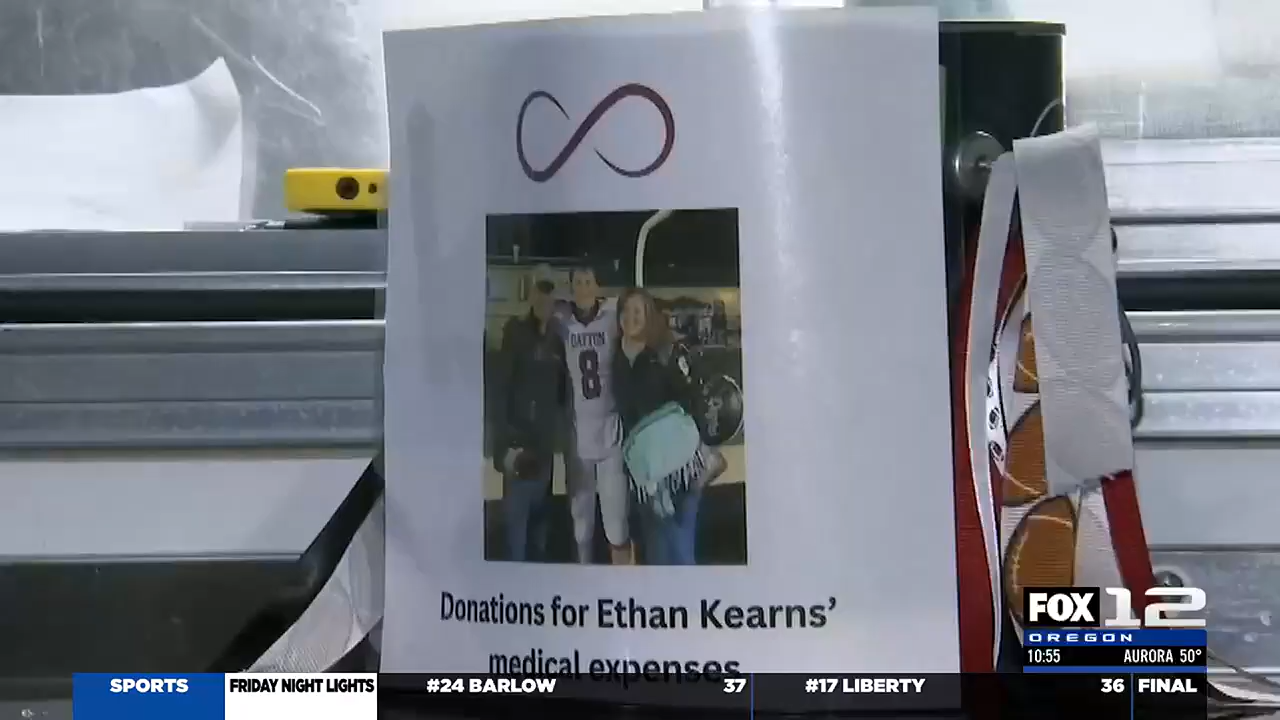 DAYTON
8
Donations for Ethan Kearns’
medical expenses
FOX 12
OREGON
10:55 AURORA 50°
SPORTS FRIDAY NIGHT LIGHTS #24 BARLOW 37 #17 LIBERTY 36 FINAL